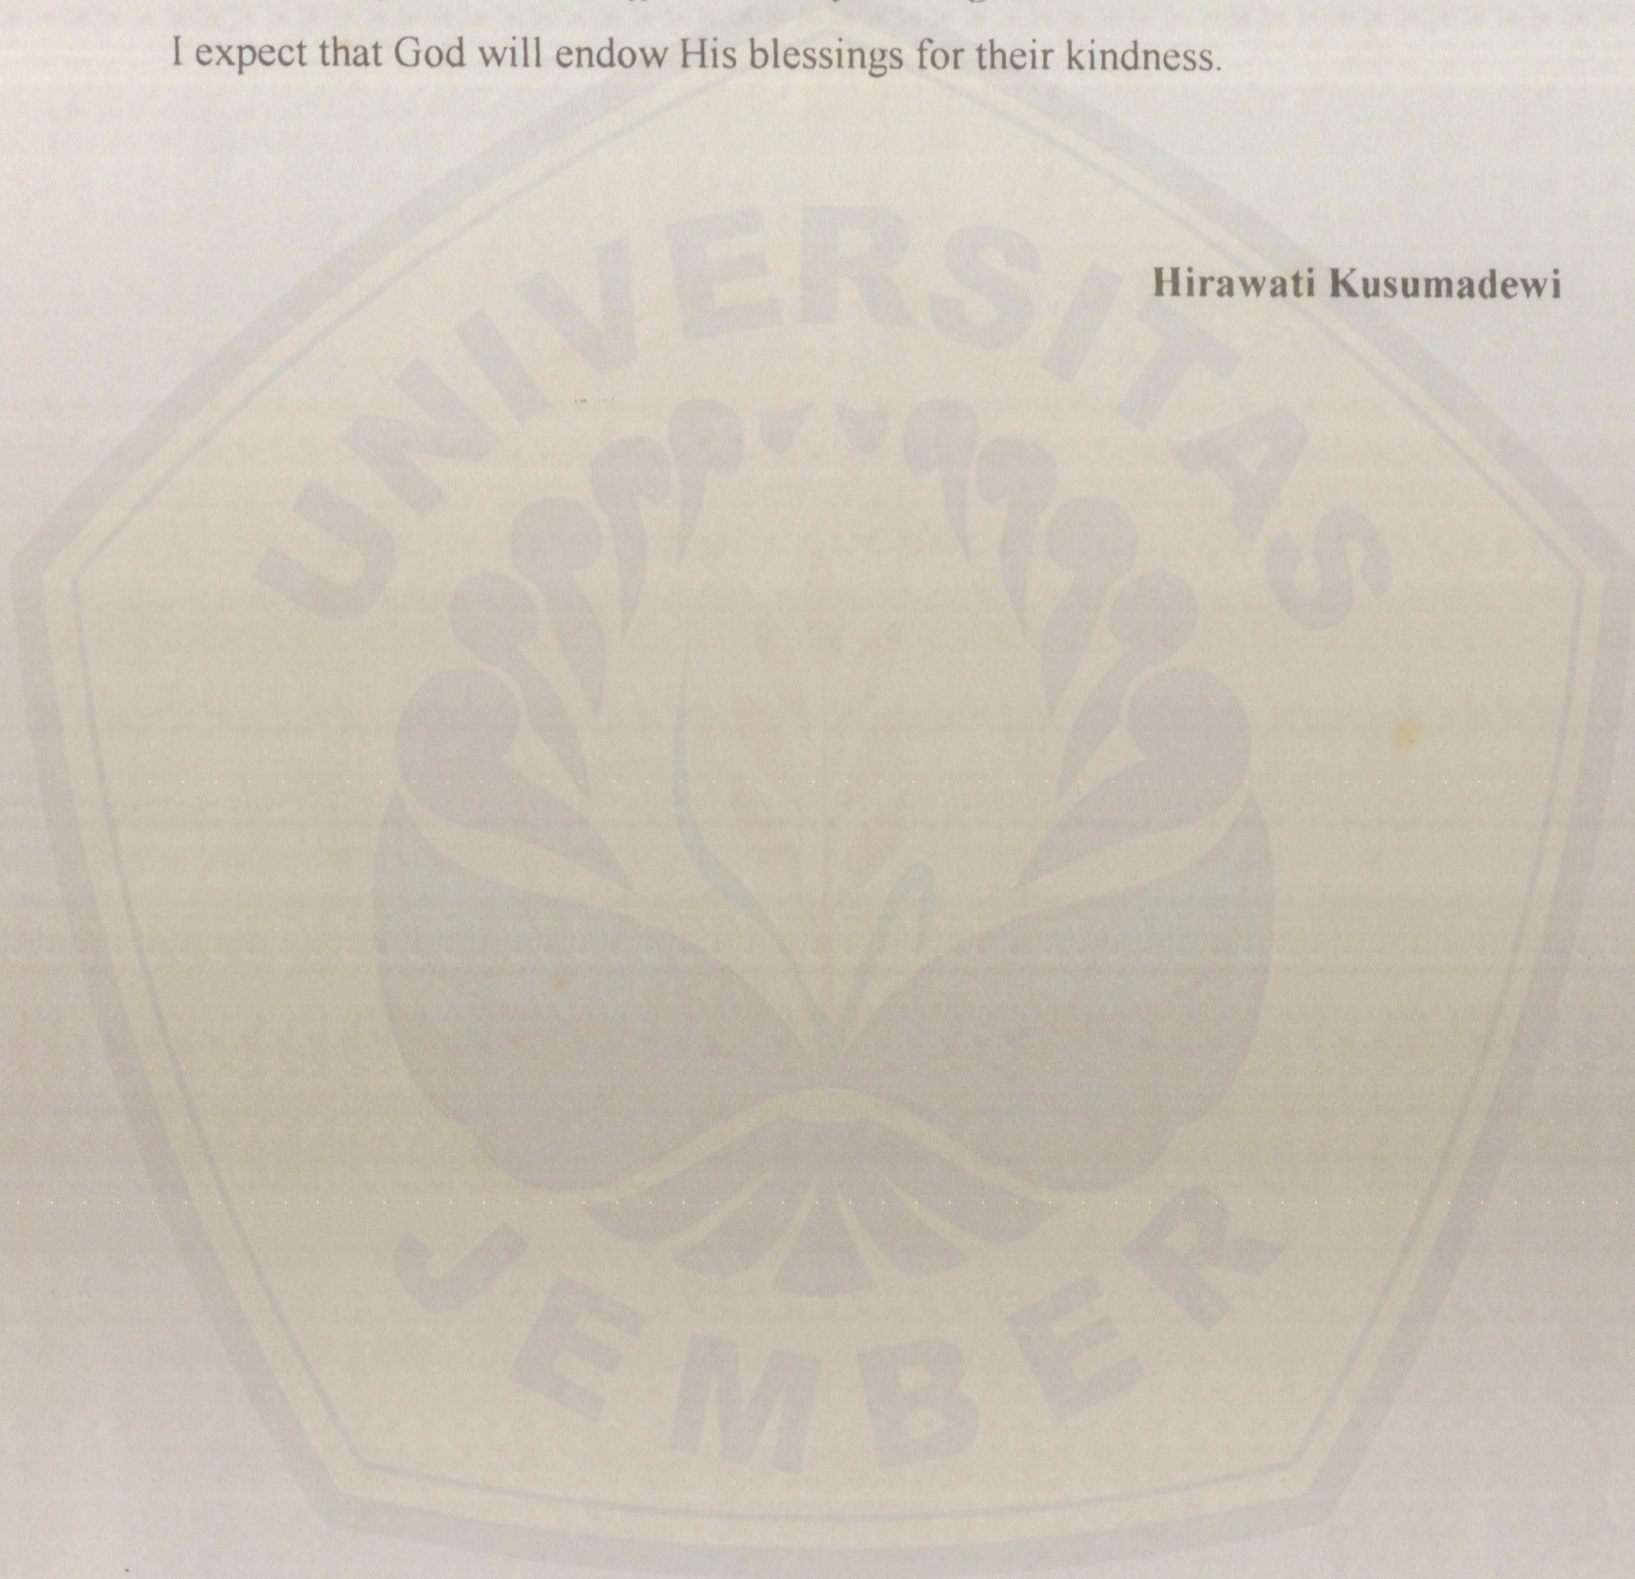 I expect that God will endow His blessings for their kindness.
Hirawati Kusumadewi
UNIVERSITAS
JEMBER